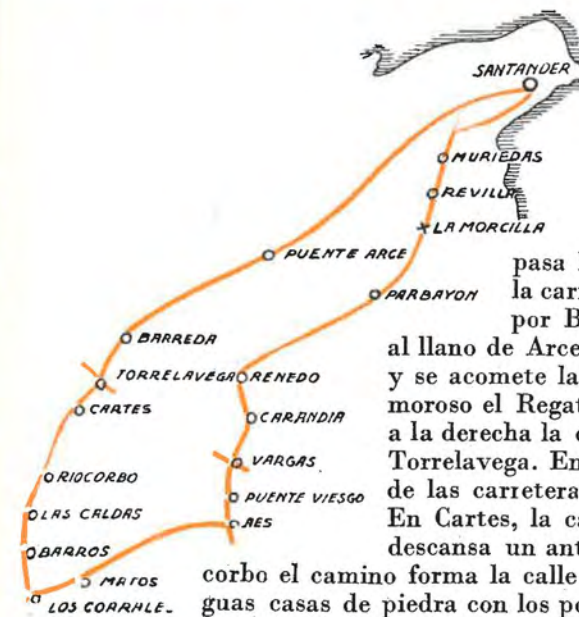 SANTANDER
MURIEDAS
REVILLA
LA MORCILLA
PUENTE ARCE
PARBAYON
BARREDA
TORRELAVEGA
RENEDO
CARTES
CARANDIA
VARGAS
RIOCORBO
PUENTE VIESGO
LAS CALDAS
AES
BARROS
MATOS
LOS CORRALE_
pasa
la carr
por B
al llano de Arce
y se acomete la
moroso el Regat
a la derecha la
Torrelavega. En
de las carretera
En Cartes, la ca
descansa un ant
corbo el camino forma la calle
guas casas de piedra con los pe